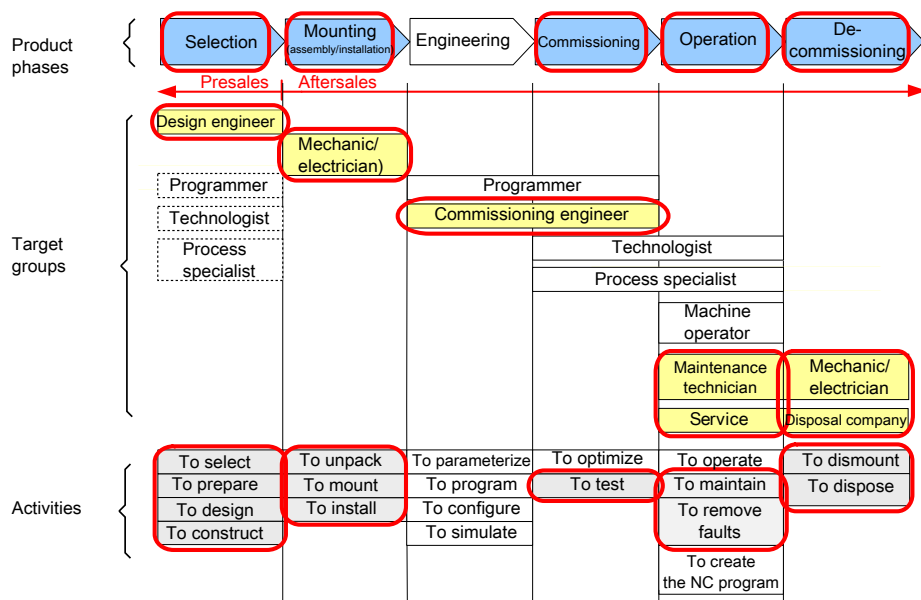 Product
phases
Selection
Mounting
(assembly/installation)
Engineering
Commissioning
Operation
De-
commissioning
Presales
Aftersales
Target
groups
Design engineer
Mechanic/
electrician)
Programmer
Programmer
Technologist
Commissioning engineer
Process
specialist
Technologist
Process specialist
Machine
operator
Maintenance
technician
Mechanic/
electrician
Service
Disposal company
Activities
To select
To prepare
To design
To construct
To unpack
To mount
To install
To parameterize
To program
To configure
To simulate
To optimize
To test
To operate
To maintain
To remove
faults
To create
the NC program
To dismount
To dispose